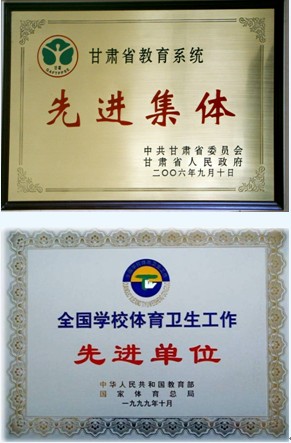 甘肃省教育系统
先进集体
中共甘肃省委员会
甘肃省人民政府
二〇〇六年九月十日
全国学校体育卫生工作
先进单位
中华人民共和国教育部
国家体育总局
一九九九年十月